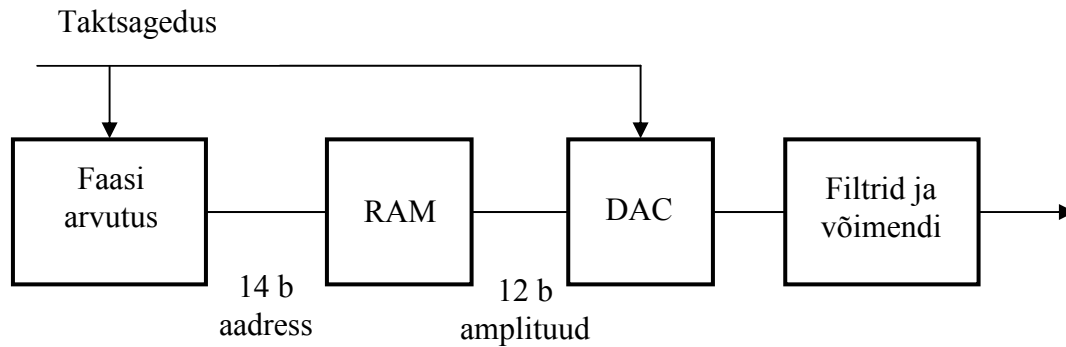 Taktsagedus
Faasi
arvutus
RAM
DAC
Filtrid ja
võimendi
14 b
aadress
12 b
amplituud